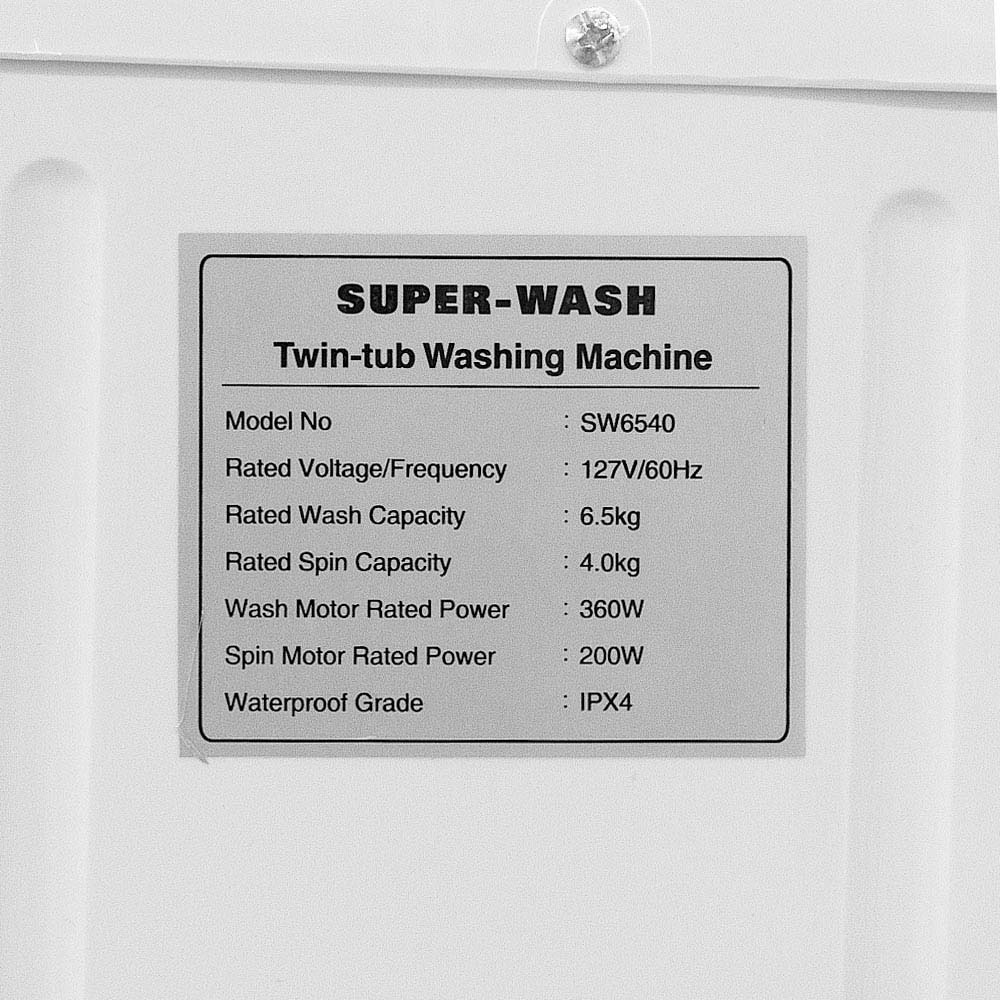 SUPER-WASH
Twin-tub Washing Machine
Model No : SW6540
Rated Voltage/Frequency : 127V/60Hz
Rated Wash Capacity : 6.5kg
Rated Spin Capacity : 4.0kg
Wash Motor Rated Power : 360W
Spin Motor Rated Power : 200W
Waterproof Grade : IPX4